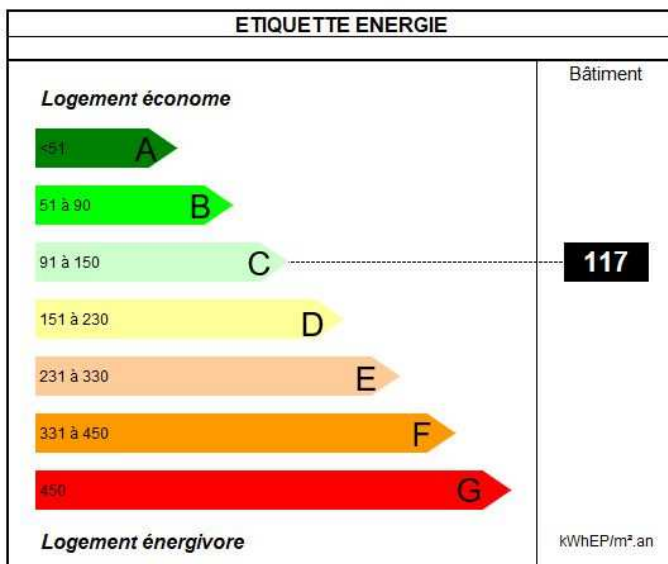 ETIQUETTE ENERGIE
Bâtiment
Logement économe
<51 A
51 à 90 B
91 à 150 C 117
151 à 230 D
231 à 330 E
331 à 450 F
450 G
Logement énergivore
kWhEP/m².an